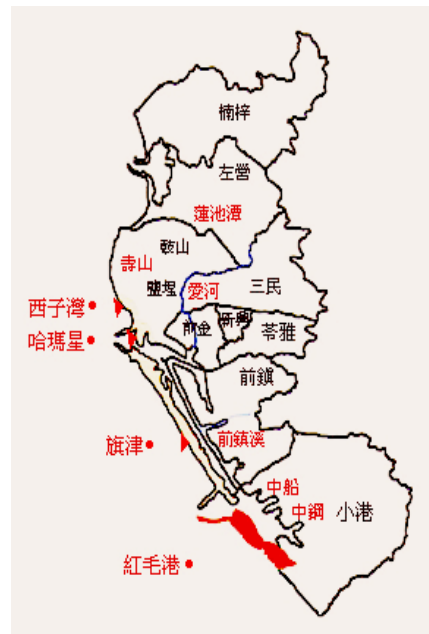 楠梓
左營
蓮池潭
鼓山
壽山
鹽埕
愛河
三民
西子灣
哈瑪星
前金
新興
苓雅
前鎮
旗津
前鎮溪
中船
中鋼
小港
紅毛港